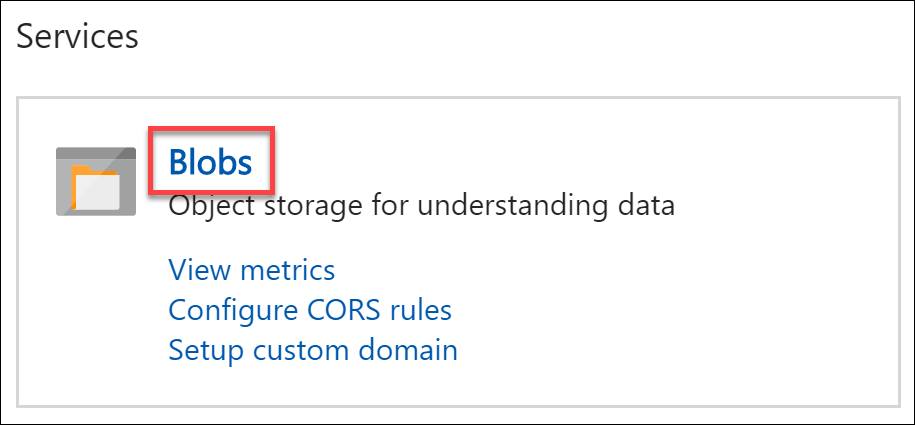 Services
Blobs
Object storage for understanding data
View metrics
Configure CORS rules
Setup custom domain